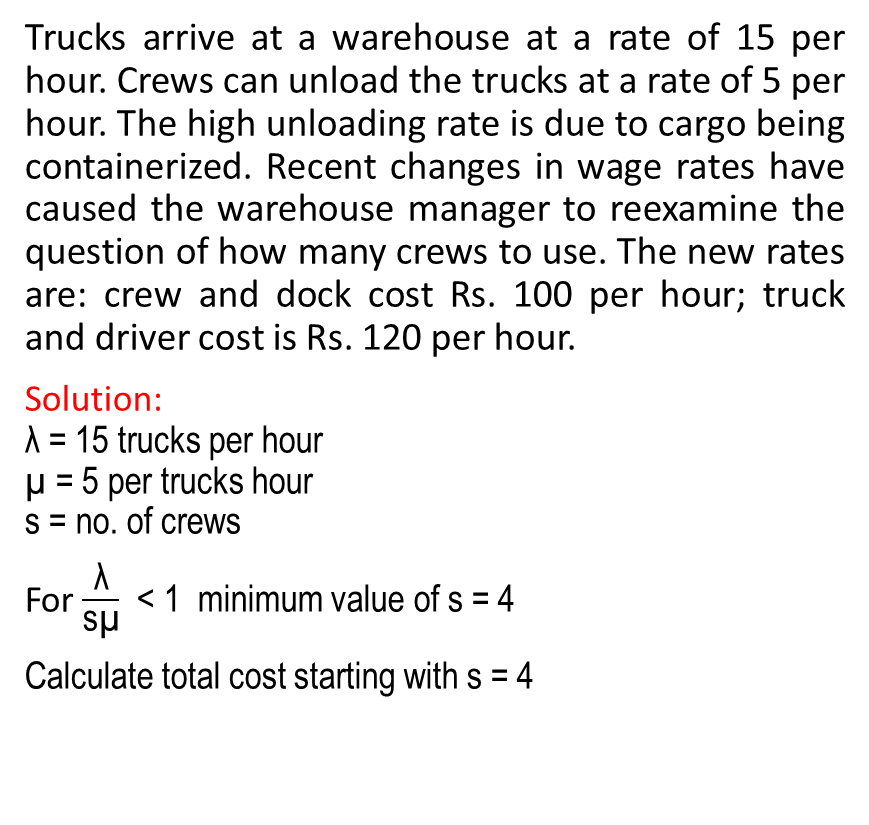 Trucks arrive at a warehouse at a rate of 15 per
hour. Crews can unload the trucks at a rate of 5 per
hour. The high unloading rate is due to cargo being
containerized. Recent changes in wage rates have
caused the warehouse manager to reexamine the
question of how many crews to use. The new rates
are: crew and dock cost Rs. 100 per hour; truck
and driver cost is Rs. 120 per hour.
Solution:
λ = 15 trucks per hour
μ = 5 per trucks hour
s = no. of crews
For λ/sμ < 1 minimum value of s = 4
Calculate total cost starting with s = 4